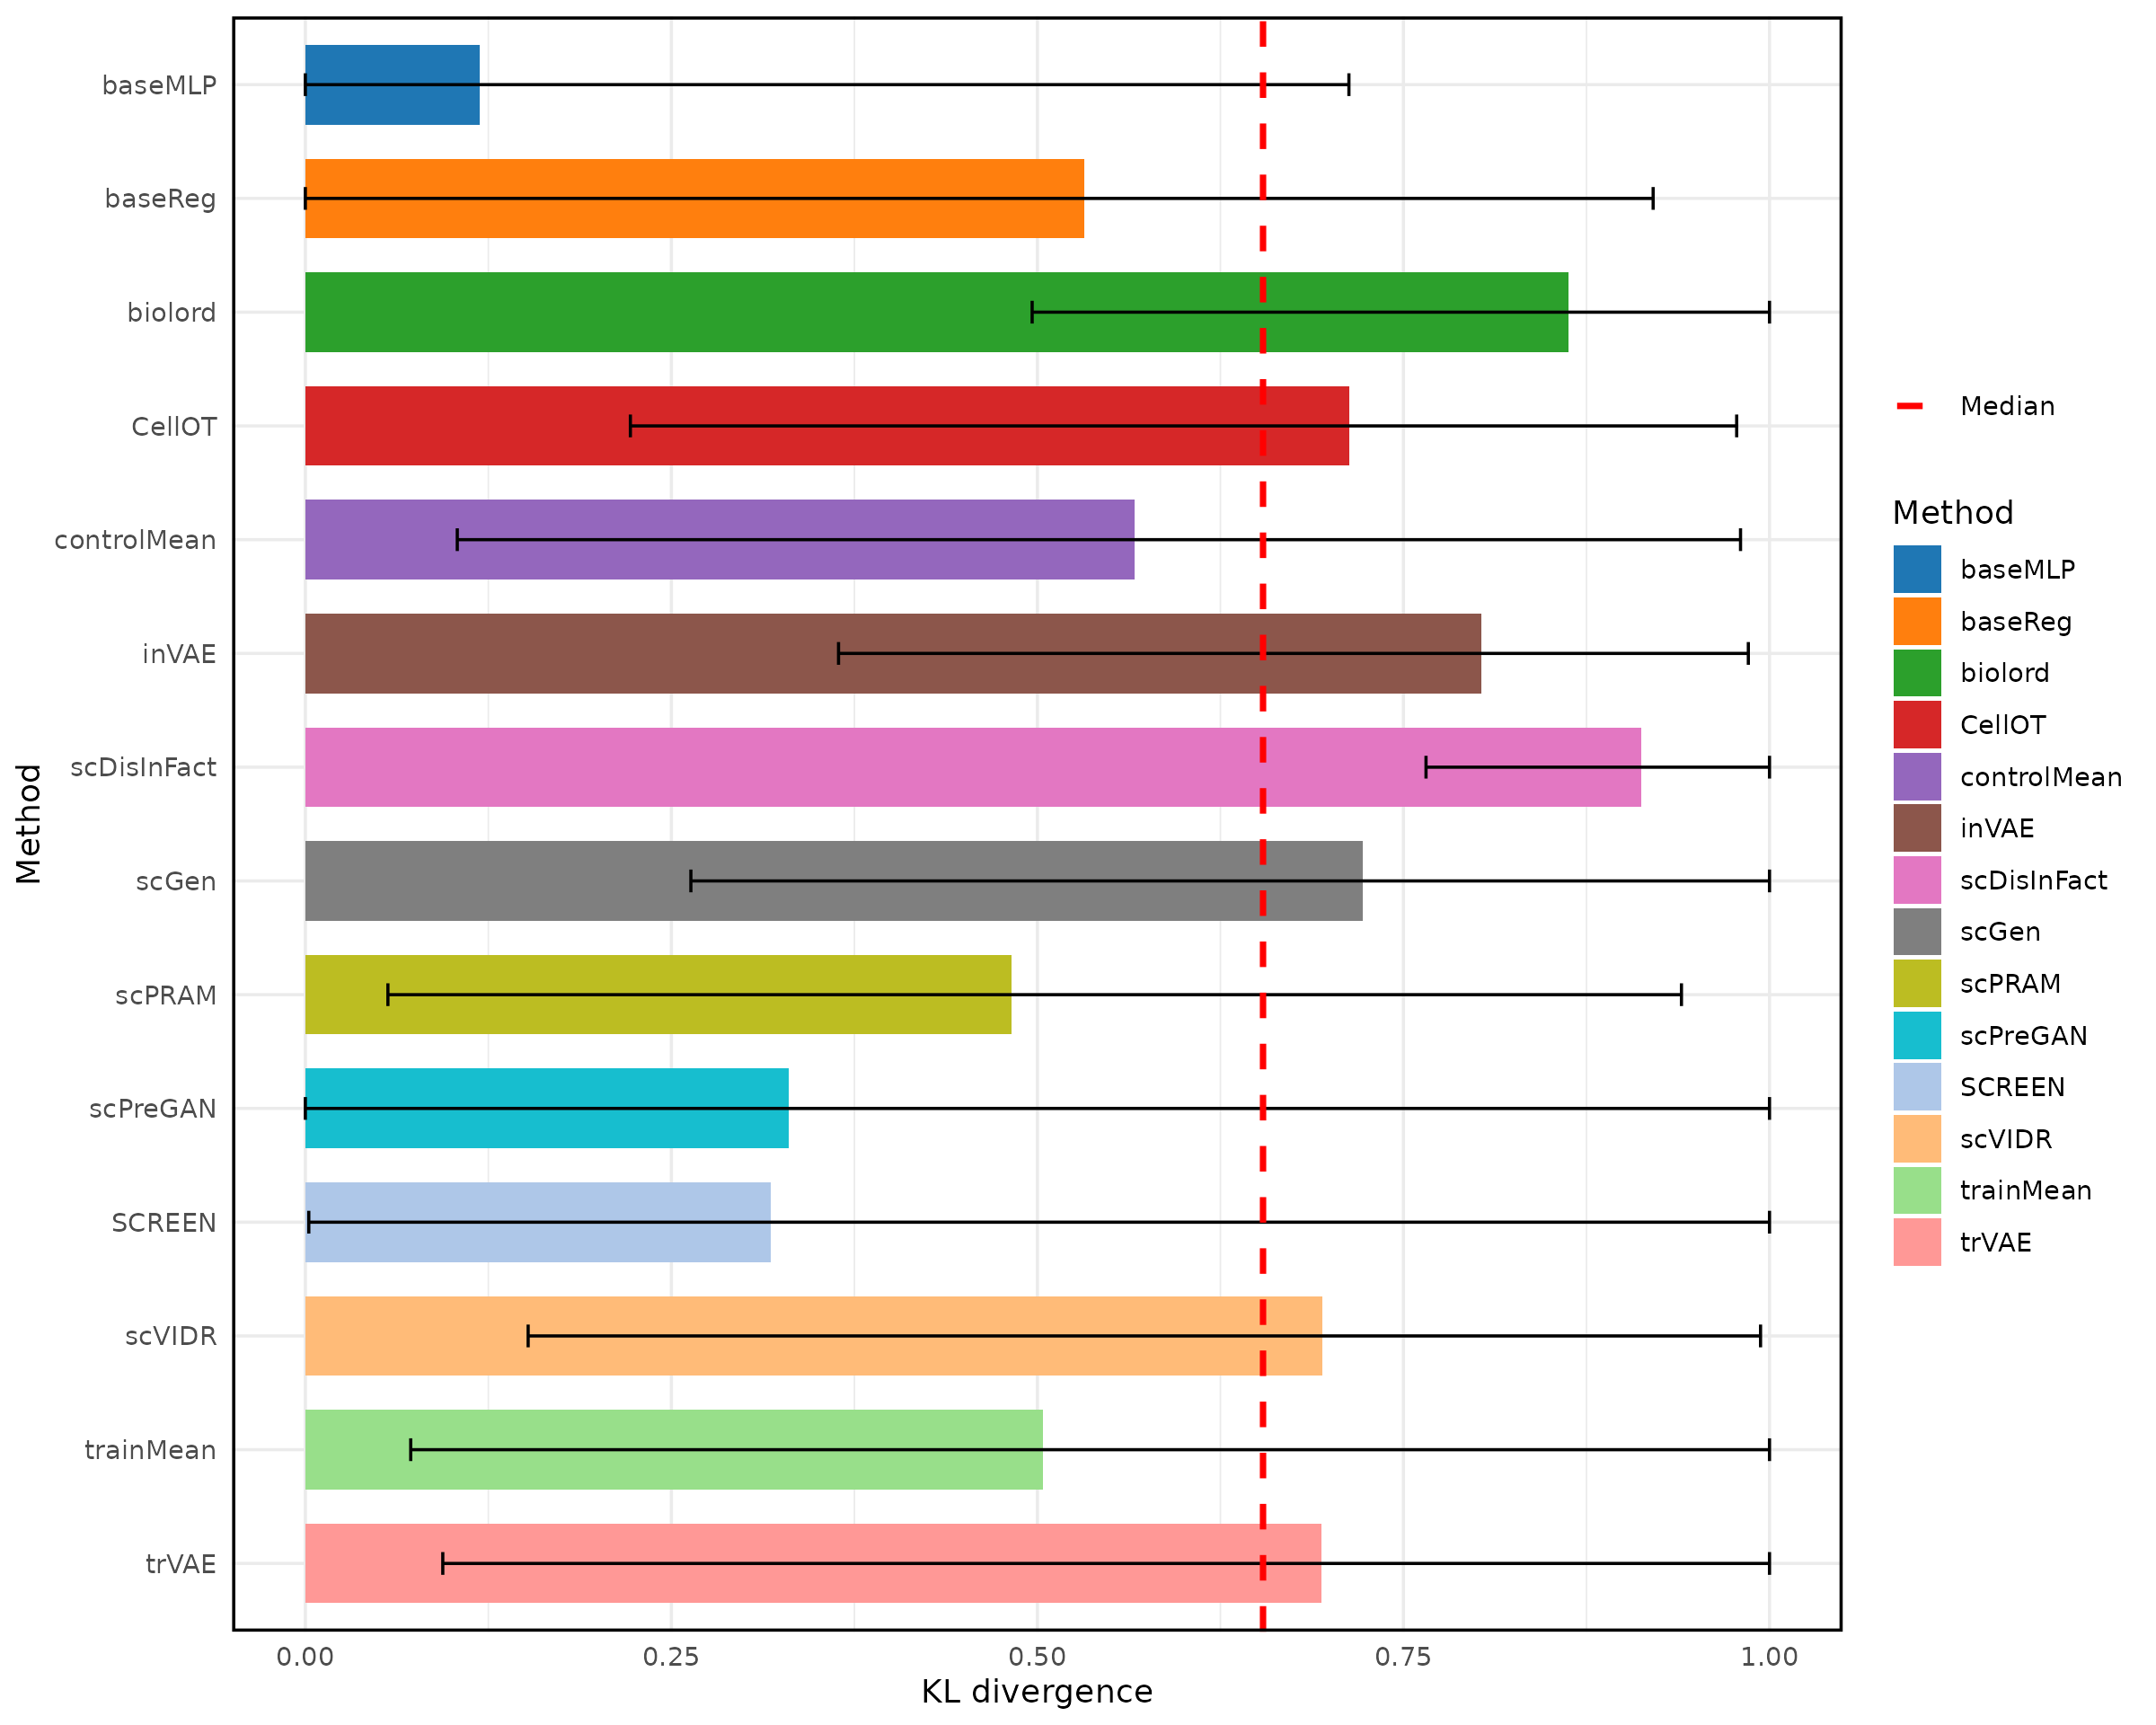 Method
baseMLP
baseReg
biolord
CellOT
controlMean
inVAE
scDisInFact
scGen
scPRAM
scPreGAN
SCREEN
scVIDR
trainMean
trVAE
0.00 0.25 0.50 0.75 1.00
KL divergence
Median
Method
baseMLP
baseReg
biolord
CellOT
controlMean
inVAE
scDisInFact
scGen
scPRAM
scPreGAN
SCREEN
scVIDR
trainMean
trVAE